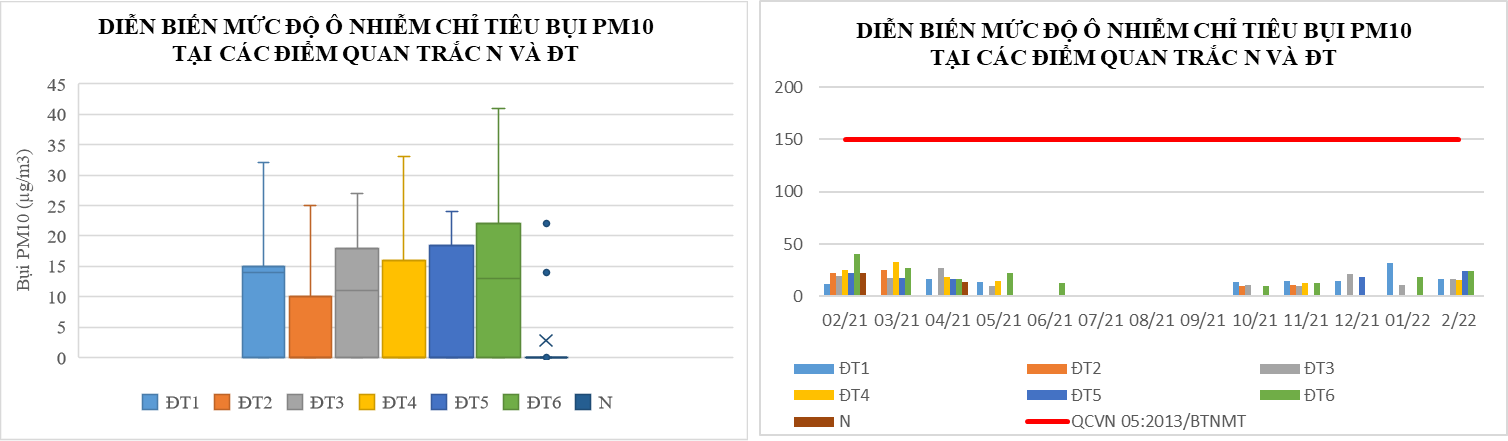 DIỄN BIẾN MỨC ĐỘ Ô NHIỄM CHỈ TIÊU BỤI PM10
TẠI CÁC ĐIỂM QUAN TRẮC N VÀ ĐT
Bụi PM10 (µg/m3)
45
40
35
30
25
20
15
10
5
0
ĐT1 ĐT2 ĐT3 ĐT4 ĐT5 ĐT6 N
DIỄN BIẾN MỨC ĐỘ Ô NHIỄM CHỈ TIÊU BỤI PM10
TẠI CÁC ĐIỂM QUAN TRẮC N VÀ ĐT
200
150
100
50
0
02/21 03/21 04/21 05/21 06/21 07/21 08/21 09/21 10/21 11/21 12/21 01/22 2/22
ĐT1 ĐT2 ĐT3
ĐT4 ĐT5 ĐT6
N QCVN 05:2013/BTNMT